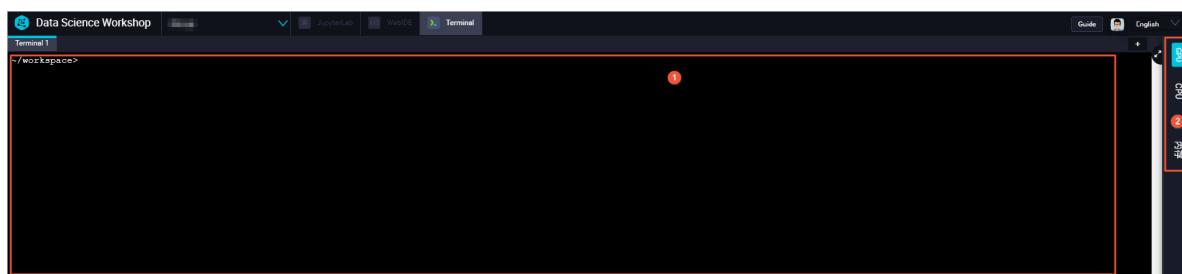 Data Science Workshop JupyterLab WebIDE Terminal Guide English
Terminal 1 +
~/workspace>
1
GPU
CPU
2
内存